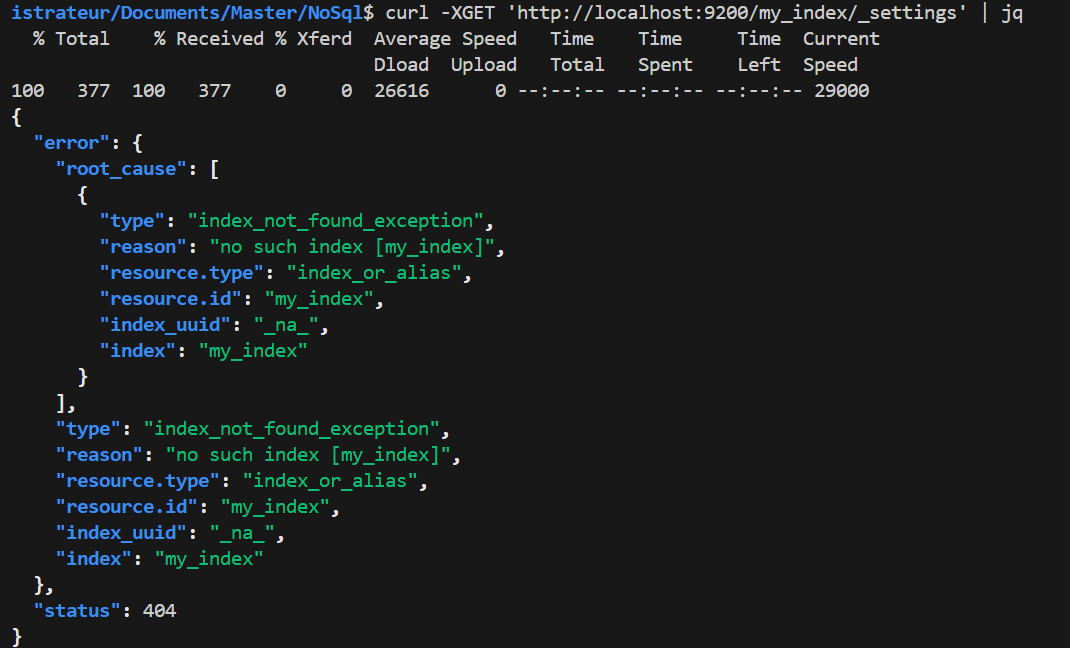 istrateur/Documents/Master/NoSql$ curl -XGET 'http://localhost:9200/my_index/_settings' | jq
  % Total    % Received % Xferd  Average Speed   Time    Time     Time  Current
                                 Dload  Upload   Total   Spent    Left  Speed
100   377  100   377    0     0  26616      0 --:--:-- --:--:-- --:--:-- 29000
{
  "error": {
    "root_cause": [
      {
        "type": "index_not_found_exception",
        "reason": "no such index [my_index]",
        "resource.type": "index_or_alias",
        "resource.id": "my_index",
        "index_uuid": "_na_",
        "index": "my_index"
      }
    ],
    "type": "index_not_found_exception",
    "reason": "no such index [my_index]",
    "resource.type": "index_or_alias",
    "resource.id": "my_index",
    "index_uuid": "_na_",
    "index": "my_index"
  },
  "status": 404
}